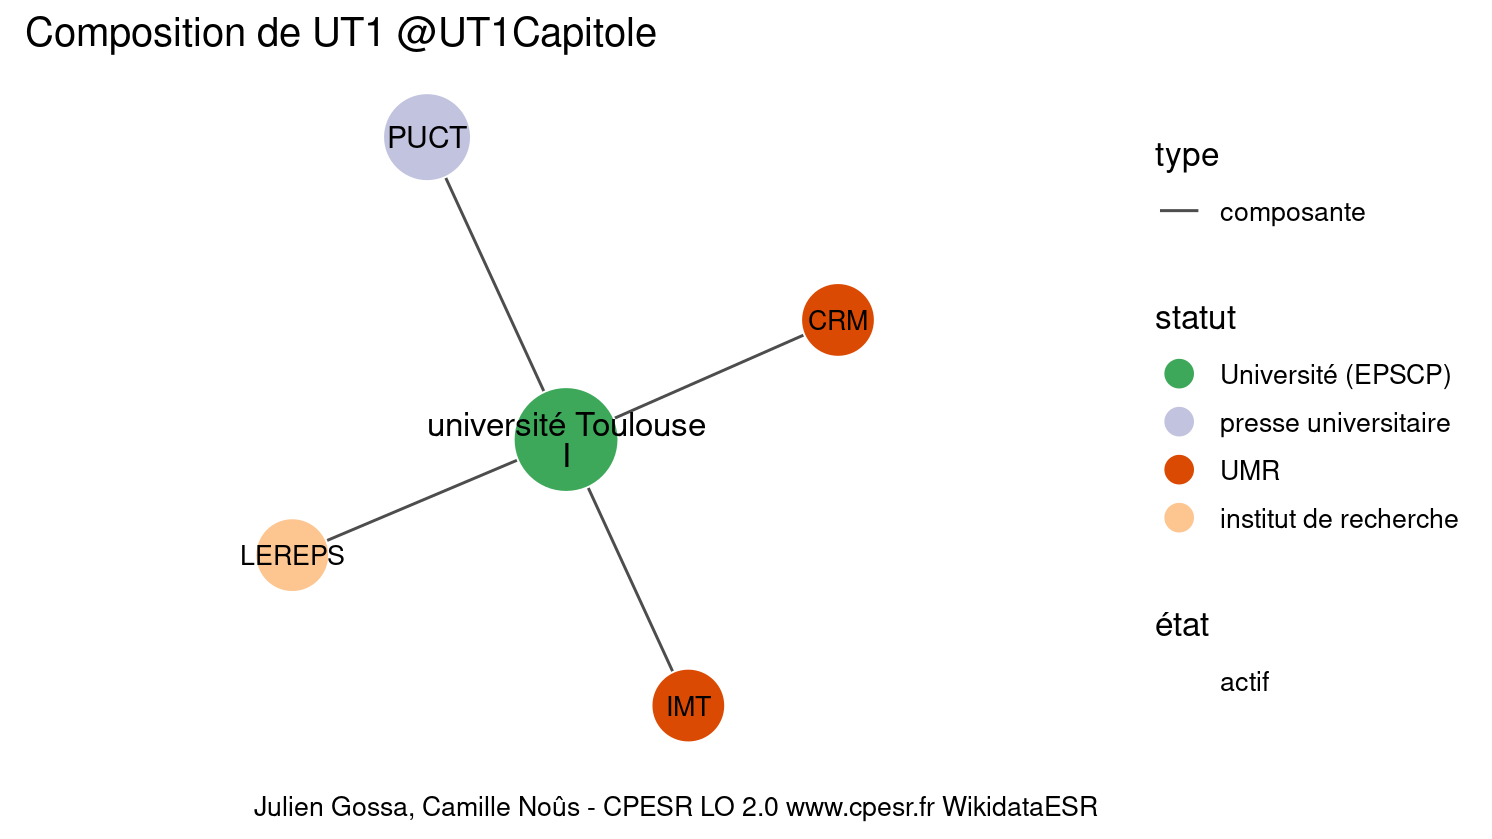 Composition de UT1 @UT1Capitole
PUCT
CRM
université Toulouse
I
LEREPS
IMT
type
composante
statut
Université (EPSCP)
presse universitaire
UMR
institut de recherche
état
actif
Julien Gossa, Camille Noûs - CPESR LO 2.0 www.cpesr.fr WikidataESR